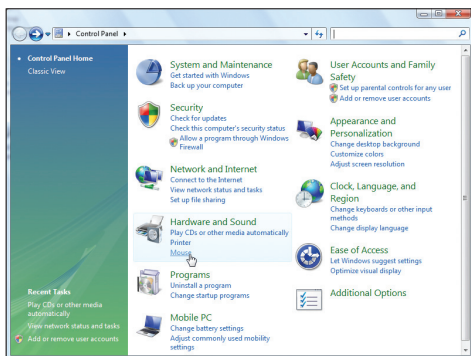 Control Panel
Control Panel Home
Classic View
System and Maintenance
Get started with Windows
Back up your computer
Security
Check for updates
Check this computer's security status
Allow a program through Windows
Firewall
Network and Internet
Connect to the Internet
View network status and tasks
Set up file sharing
Hardware and Sound
Play CDs or other media automatically
Printer
Mouse
Programs
Uninstall a program
Change startup programs
Mobile PC
Change battery settings
Adjust commonly used mobility
settings
User Accounts and Family
Safety
Set up parental controls for any user
Add or remove user accounts
Appearance and
Personalization
Change desktop background
Customize colors
Adjust screen resolution
Clock, Language, and
Region
Change keyboards or other input
methods
Change display language
Ease of Access
Let Windows suggest settings
Optimize visual display
Additional Options
Recent Tasks
Play CDs or other media
automatically
View network status and tasks
Add or remove user accounts